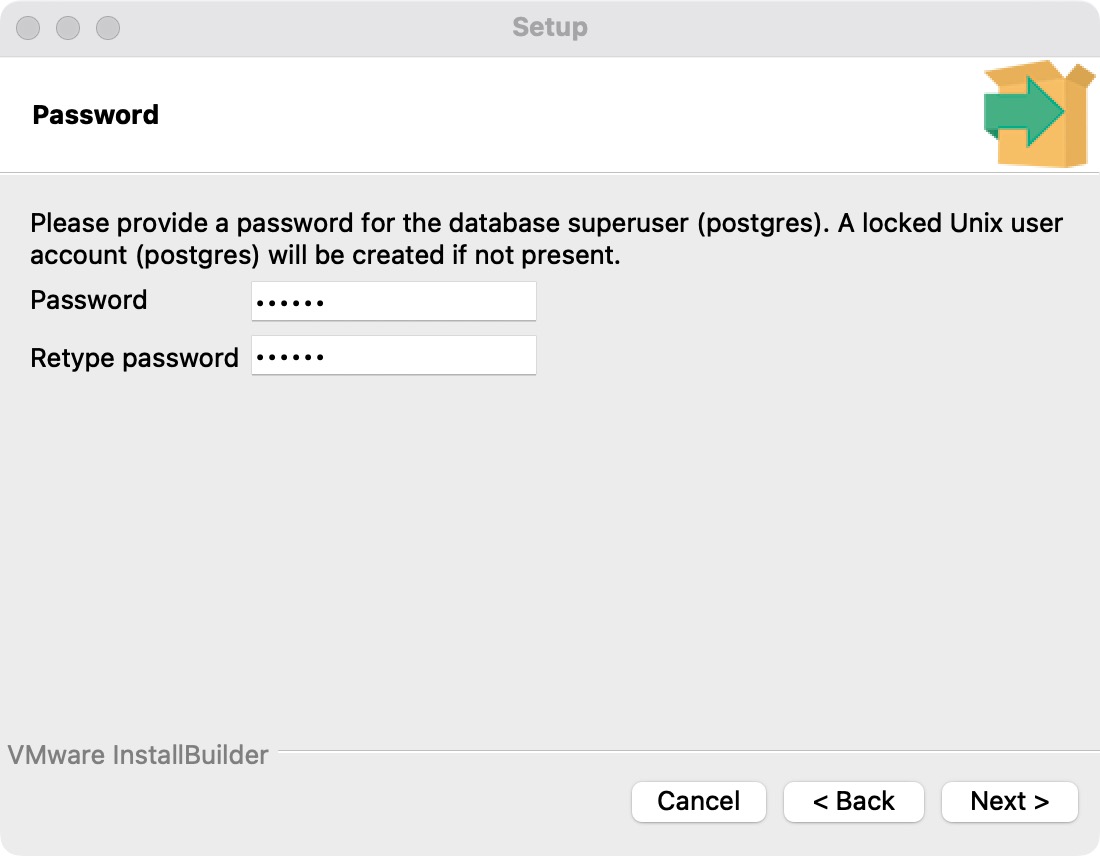 Setup
Password
Please provide a password for the database superuser (postgres). A locked Unix user
account (postgres) will be created if not present.
Password ••••••
Retype password ••••••
VMware InstallBuilder
Cancel < Back Next >